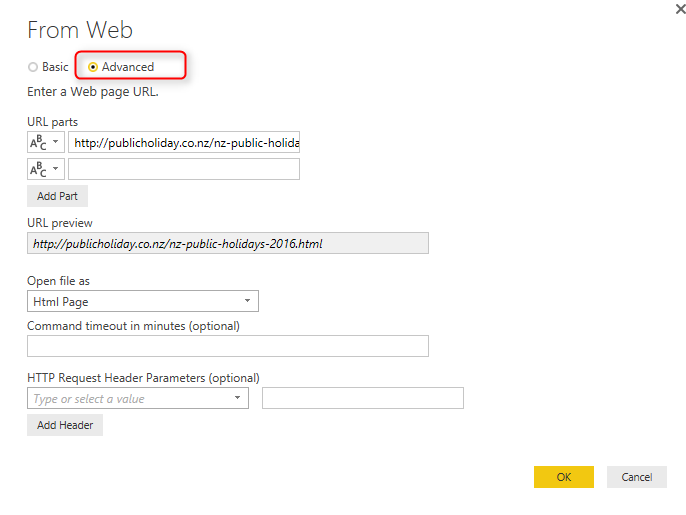 From Web
Basic Advanced
Enter a Web page URL.
URL parts
ABC http://publicholiday.co.nz/nz-public-holida
ABC
Add Part
URL preview
http://publicholiday.co.nz/nz-public-holidays-2016.html
Open file as
Html Page
Command timeout in minutes (optional)
HTTP Request Header Parameters (optional)
Type or select a value
Add Header
OK Cancel